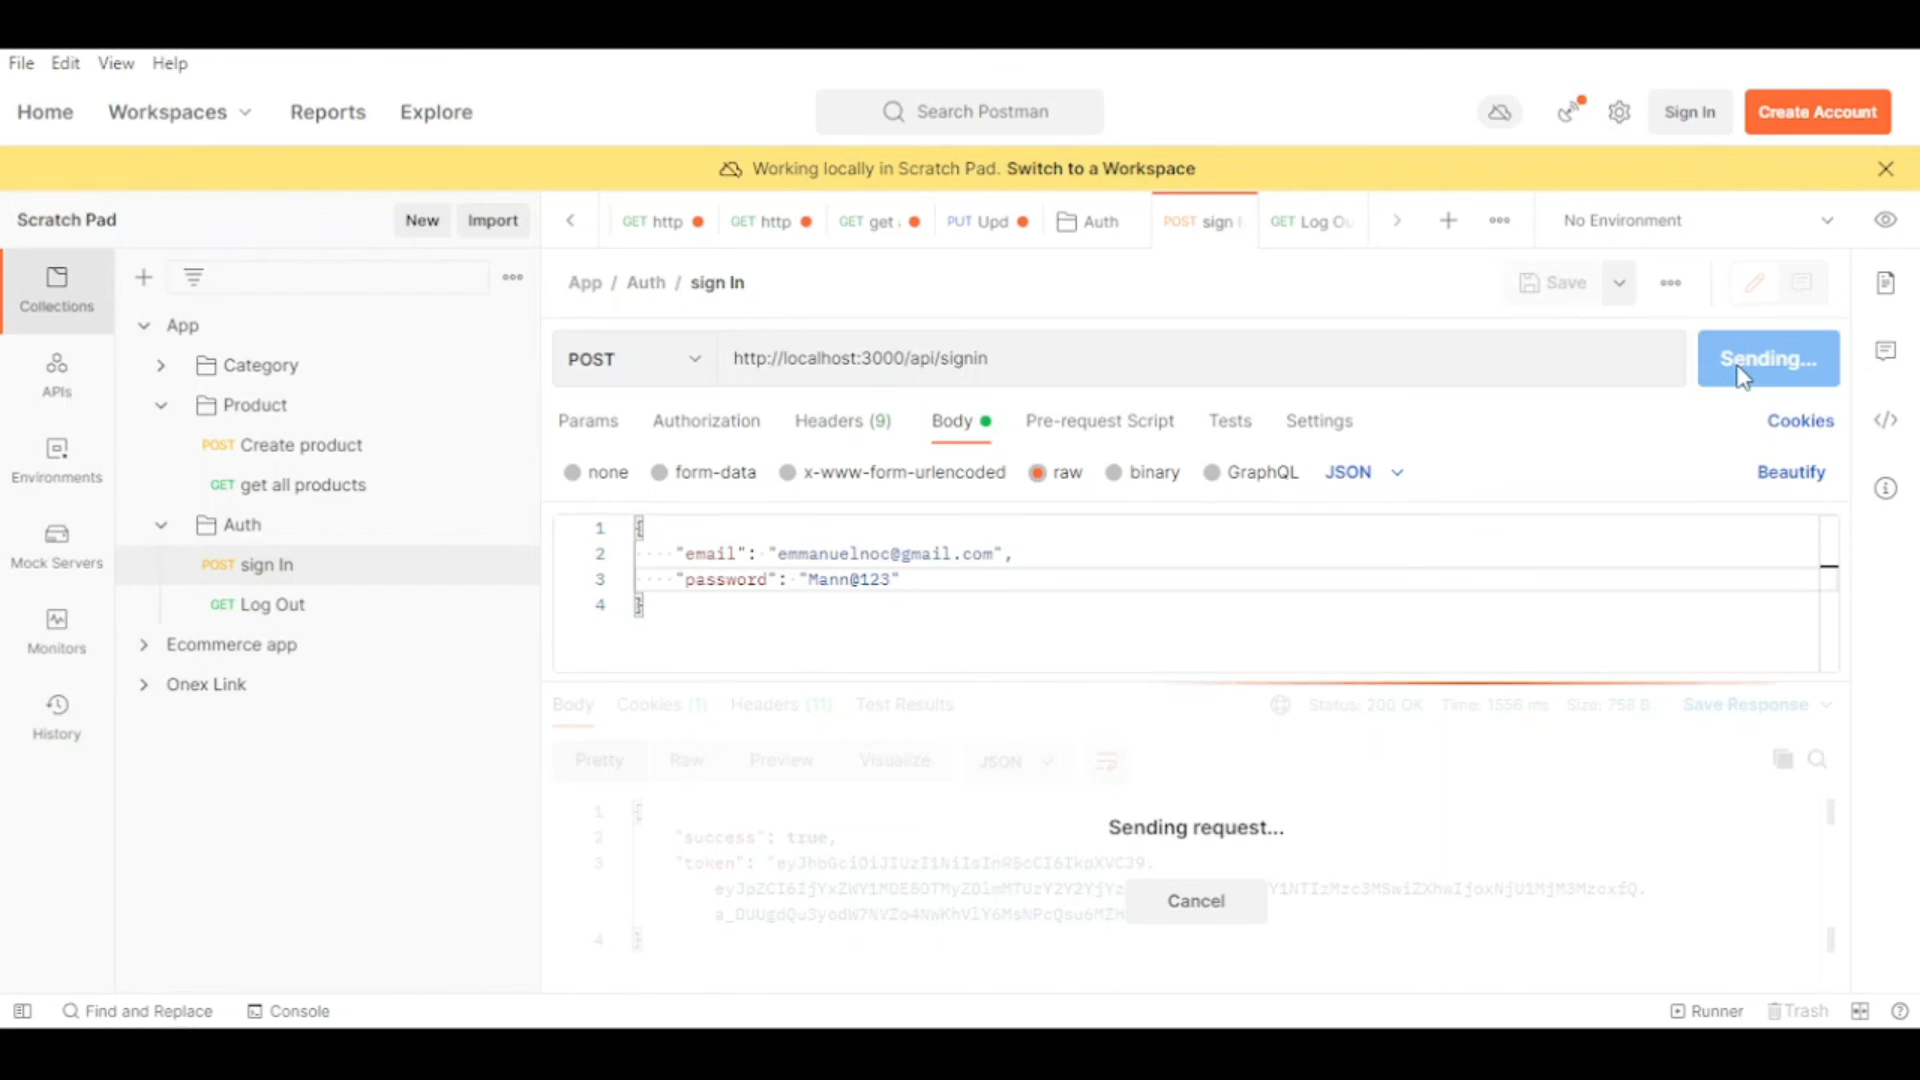 File Edit View Help
Home Workspaces Reports Explore Search Postman Sign In Create Account
Working locally in Scratch Pad. Switch to a Workspace
Scratch Pad New Import
GET http GET http GET get PUT Upd Auth POST sign GET Log Ou No Environment
Collections
APIs
Environments
Mock Servers
Monitors
History
App
Category
Product
POST Create product
GET get all products
Auth
POST sign In
GET Log Out
Ecommerce app
Onex Link
App / Auth / sign In Save
POST http://localhost:3000/api/signin Sending...
Params Authorization Headers (9) Body Pre-request Script Tests Settings Cookies
none form-data x-www-form-urlencoded raw binary GraphQL JSON Beautify
1 {
2 "email": "emmanuelnoc@gmail.com",
3 "password": "Mann@123"
4 }
Body Cookies (1) Headers (11) Test Results Status: 200 OK Time: 1556 ms Size: 758 B Save Response
Pretty Raw Preview Visualize JSON
1 {
2 "success": true,
Sending request...
3 "token":
Cancel
4 }
Find and Replace Console Runner Trash